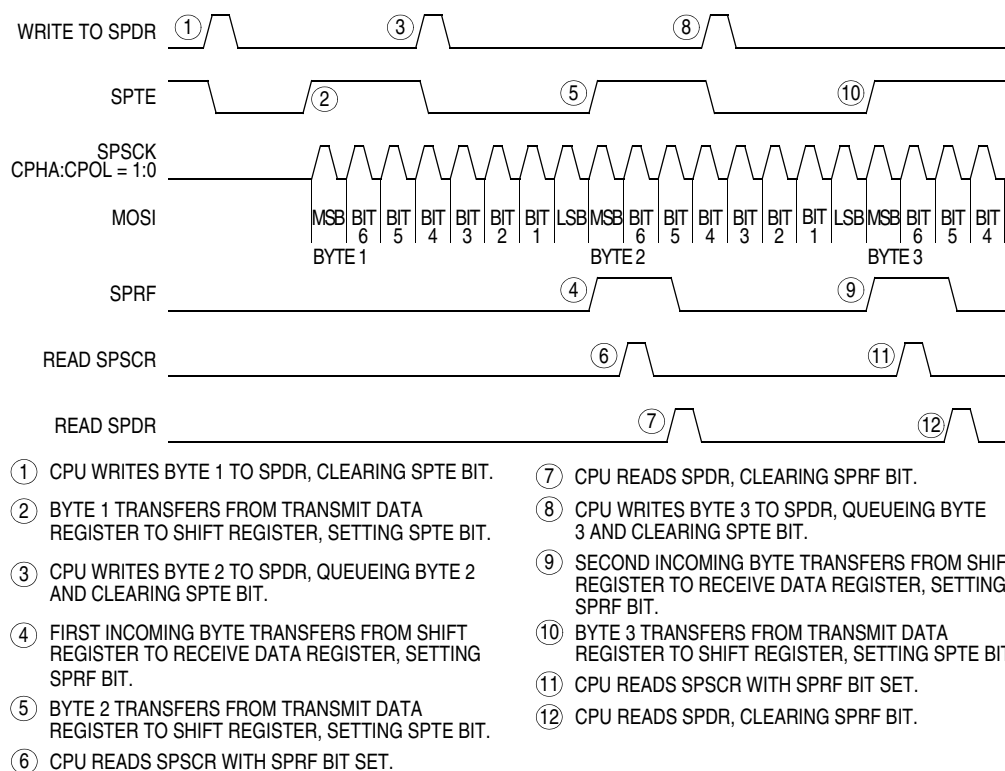 WRITE TO SPDR
1
3
8
SPTE
2
5
10
SPSCK
CPHA:CPOL = 1:0
MOSI
MSB BIT 6 BIT 5 BIT 4 BIT 3 BIT 2 BIT 1 LSB MSB BIT 6 BIT 5 BIT 4 BIT 3 BIT 2 BIT 1 LSB MSB BIT 6 BIT 5 BIT 4
BYTE 1 BYTE 2 BYTE 3
SPRF
4
9
READ SPSCR
6
11
READ SPDR
7
12
1 CPU WRITES BYTE 1 TO SPDR, CLEARING SPTE BIT.
2 BYTE 1 TRANSFERS FROM TRANSMIT DATA
REGISTER TO SHIFT REGISTER, SETTING SPTE BIT.
3 CPU WRITES BYTE 2 TO SPDR, QUEUEING BYTE 2
AND CLEARING SPTE BIT.
4 FIRST INCOMING BYTE TRANSFERS FROM SHIFT
REGISTER TO RECEIVE DATA REGISTER, SETTING
SPRF BIT.
5 BYTE 2 TRANSFERS FROM TRANSMIT DATA
REGISTER TO SHIFT REGISTER, SETTING SPTE BIT.
6 CPU READS SPSCR WITH SPRF BIT SET.
7 CPU READS SPDR, CLEARING SPRF BIT.
8 CPU WRITES BYTE 3 TO SPDR, QUEUEING BYTE
3 AND CLEARING SPTE BIT.
9 SECOND INCOMING BYTE TRANSFERS FROM SHIF
REGISTER TO RECEIVE DATA REGISTER, SETTING
SPRF BIT.
10 BYTE 3 TRANSFERS FROM TRANSMIT DATA
REGISTER TO SHIFT REGISTER, SETTING SPTE BIT
11 CPU READS SPSCR WITH SPRF BIT SET.
12 CPU READS SPDR, CLEARING SPRF BIT.